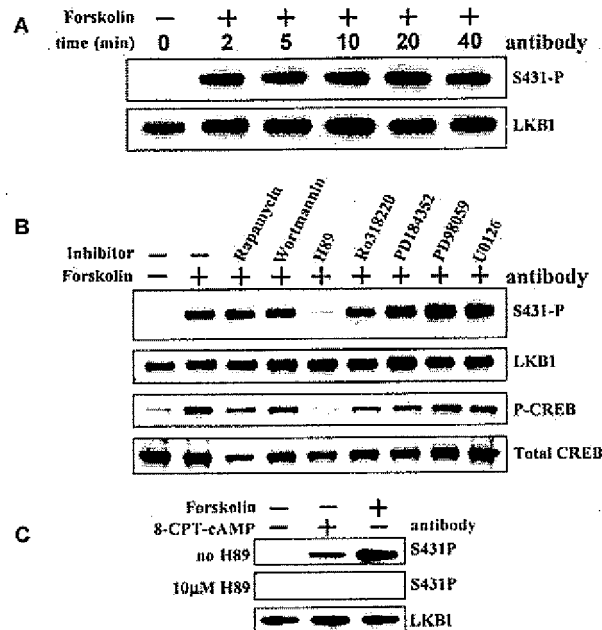 A
Forskolin − + + + + +
time (min) 0 2 5 10 20 40 antibody
S431-P
LKB1
B
Inhibitor − − Rapamycin Wortmannin H89 Ro318220 PD184352 PD98059 U0126
Forskolin − + + + + + + + + antibody
S431-P
LKB1
P-CREB
Total CREB
C
Forskolin − − +
8-CPT-cAMP − + − antibody
no H89 S431P
10µM H89 S431P
LKB1